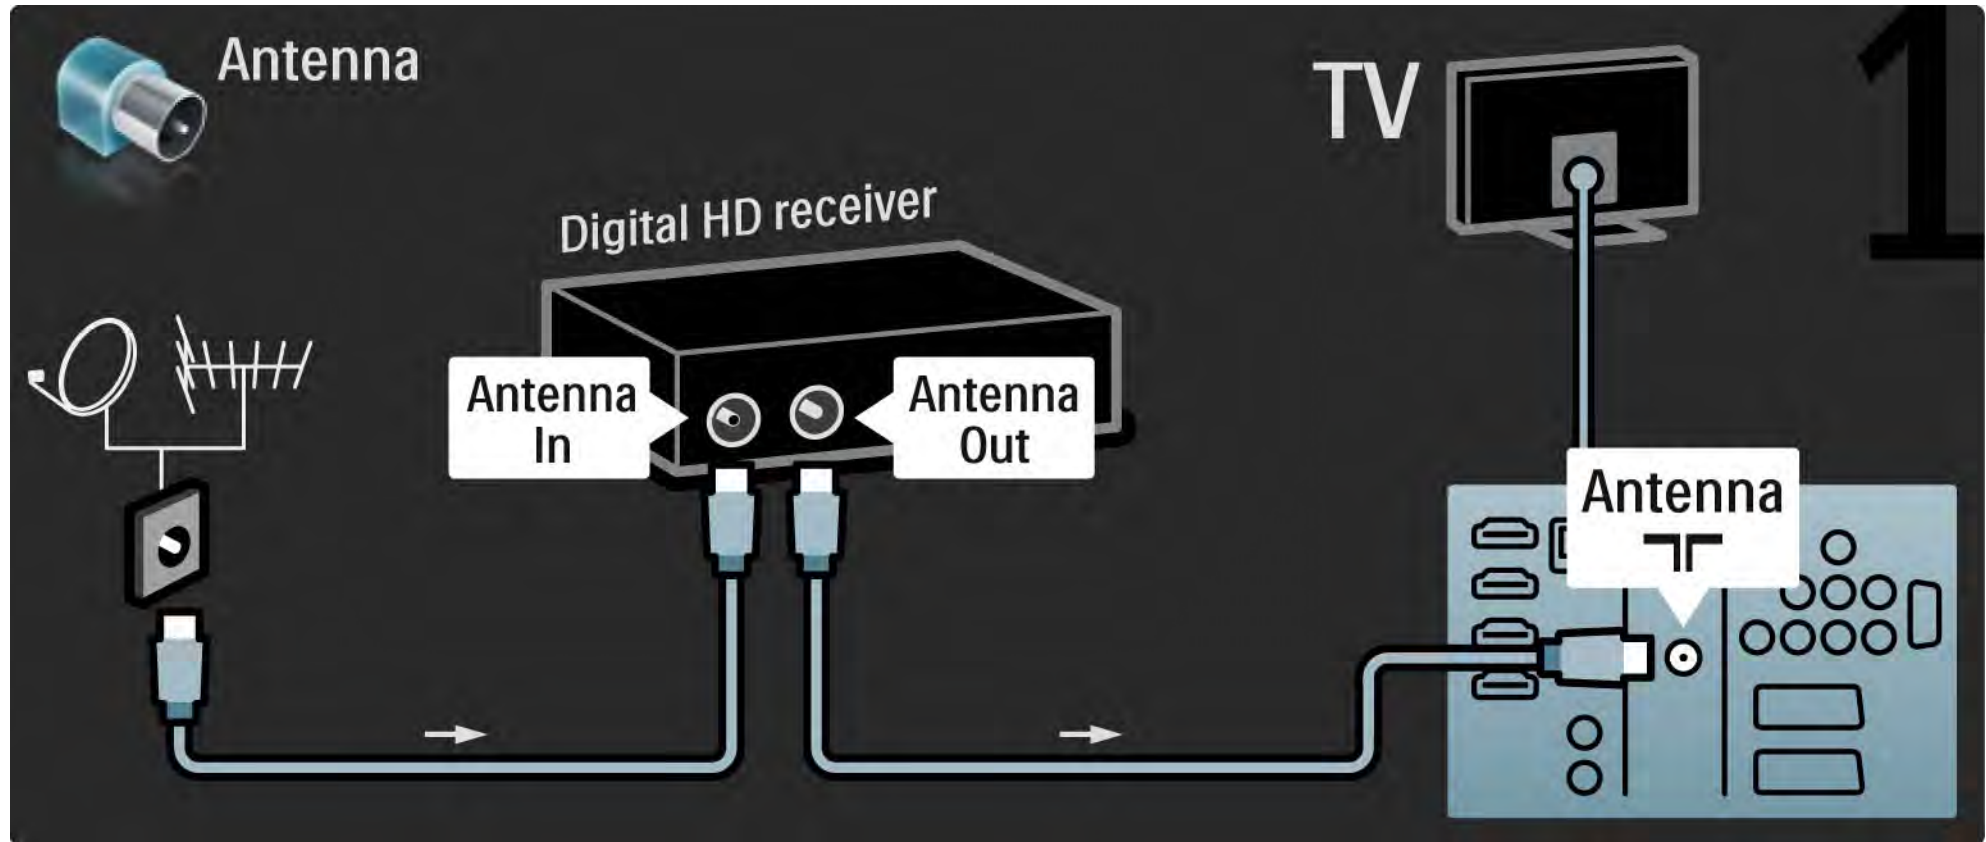 Antenna
TV
1
Digital HD receiver
Antenna
In
Antenna
Out
Antenna